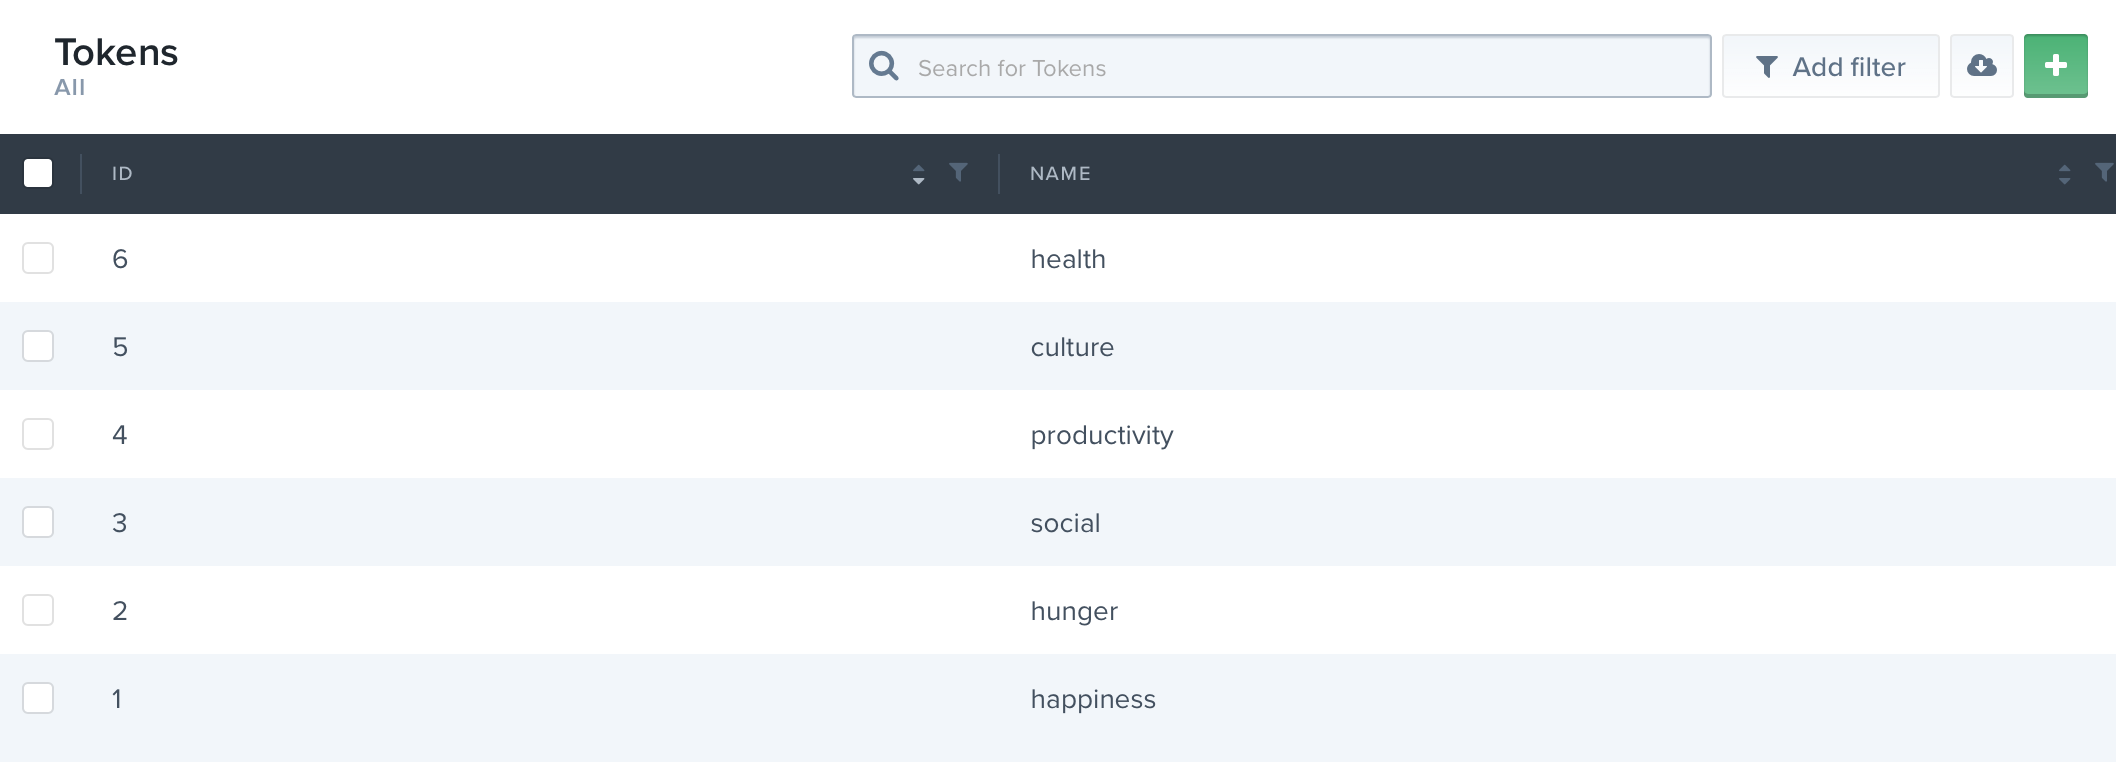 Tokens
All
Search for Tokens
Add filter
ID NAME
6 health
5 culture
4 productivity
3 social
2 hunger
1 happiness